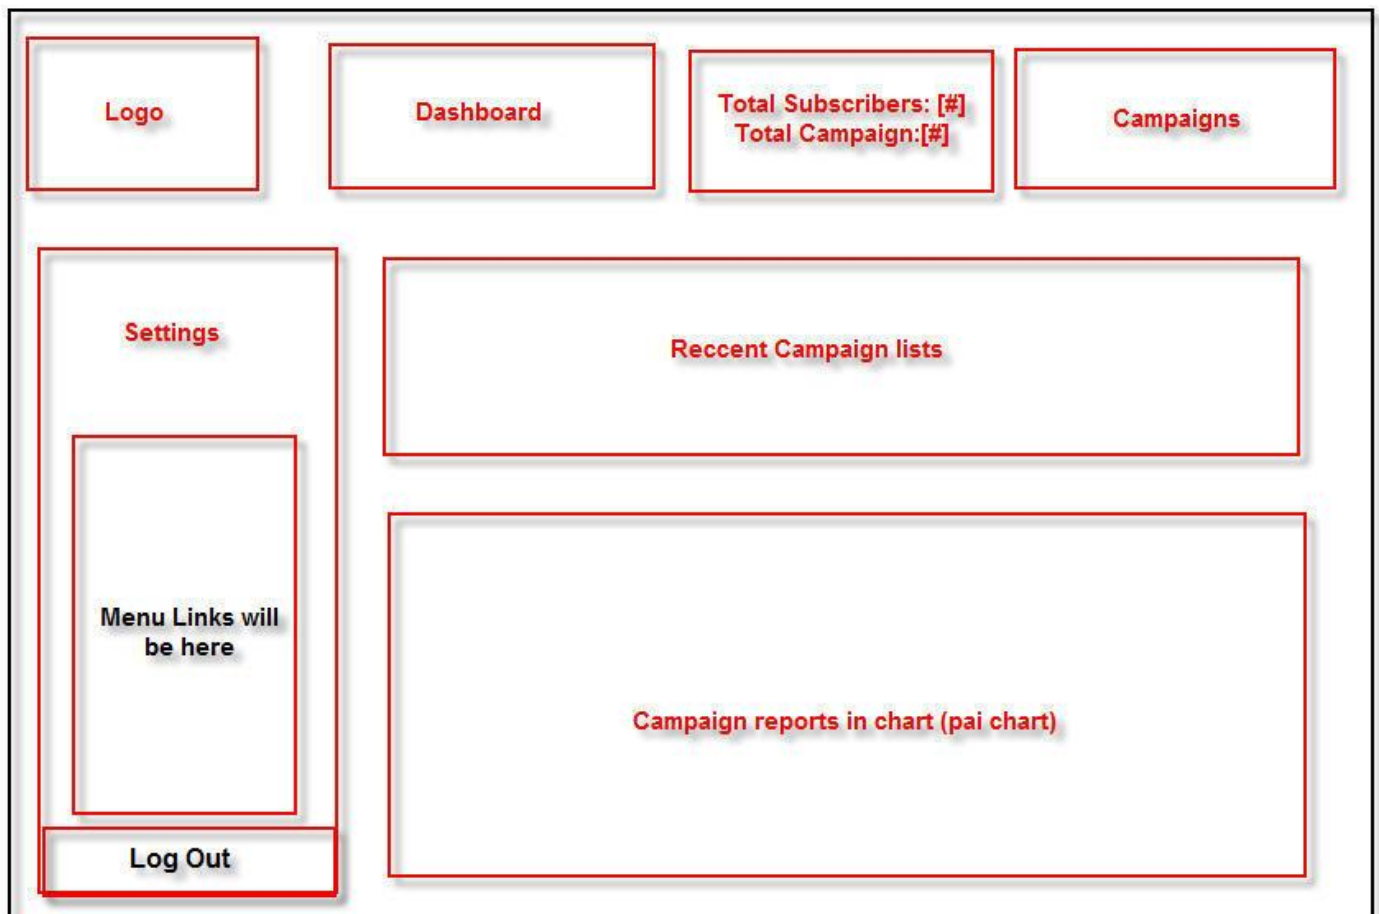 Logo
Dashboard
Total Subscribers: [#]
Total Campaign:[#]
Campaigns
Settings
Reccent Campaign lists
Menu Links will
be here
Campaign reports in chart (pai chart)
Log Out